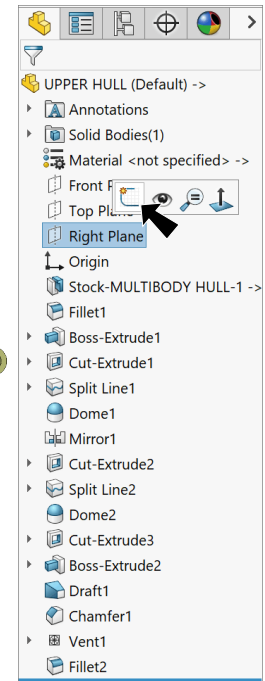 UPPER HULL (Default) ->
Annotations
Solid Bodies(1)
Material <not specified> ->
Front
Top
Right Plane
Origin
Stock-MULTIBODY HULL-1 ->
Fillet1
Boss-Extrude1
Cut-Extrude1
Split Line1
Dome1
Mirror1
Cut-Extrude2
Split Line2
Dome2
Cut-Extrude3
Boss-Extrude2
Draft1
Chamfer1
Vent1
Fillet2